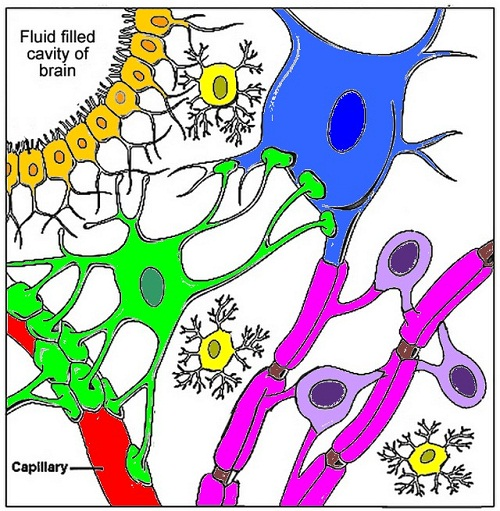 Fluid filled
cavity of
brain
Capillary